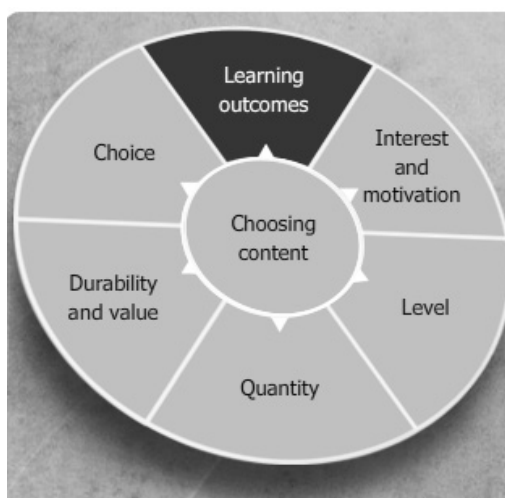 Learning
outcomes
Interest
and
motivation
Level
Quantity
Durability
and value
Choice
Choosing
content